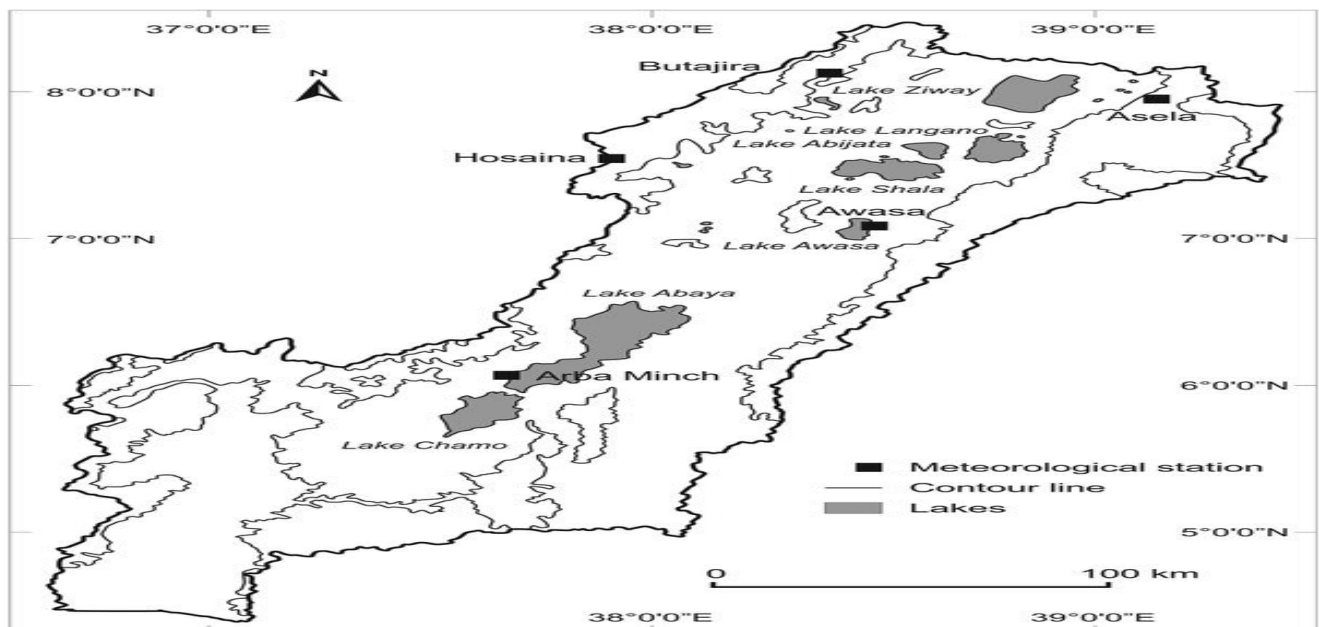 37°0'0"E 38°0'0"E 39°0'0"E
N
Butajira
8°0'0"N
Lake Ziway
8°0'0"N
Asela
Lake Langano
Lake Abijata
Hosaina
Lake Shala
Awasa
7°0'0"N
7°0'0"N
Lake Awasa
Lake Abaya
Arba Minch
6°0'0"N
6°0'0"N
Lake Chamo
Meteorological station
Contour line
Lakes
5°0'0"N
5°0'0"N
0 100 km
38°0'0"E 39°0'0"E